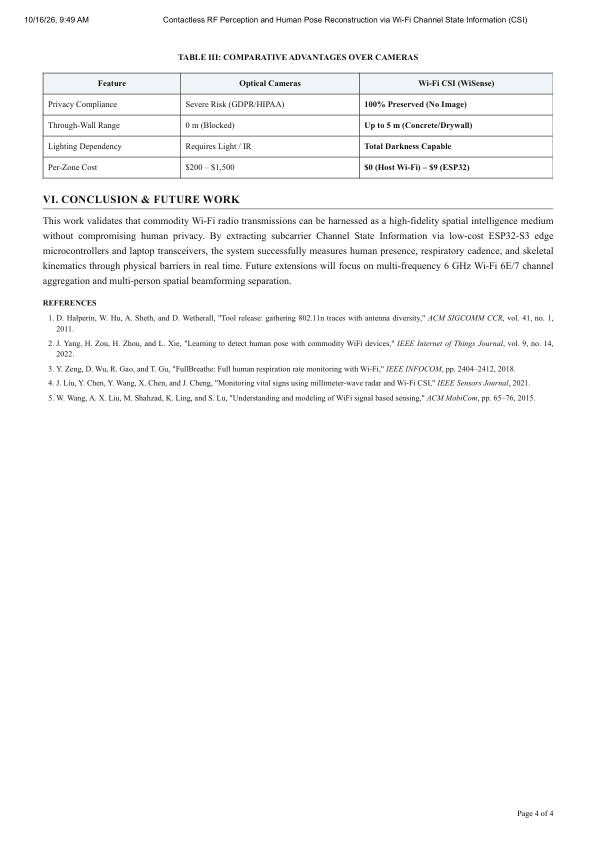 10/16/26, 9:49 AM Contactless RF Perception and Human Pose Reconstruction via Wi-Fi Channel State Information (CSI)
TABLE III: COMPARATIVE ADVANTAGES OVER CAMERAS
Feature Optical Cameras Wi-Fi CSI (WiSense)
Privacy Compliance Severe Risk (GDPR/HIPAA) 100% Preserved (No Image)
Through-Wall Range 0 m (Blocked) Up to 5 m (Concrete/Drywall)
Lighting Dependency Requires Light / IR Total Darkness Capable
Per-Zone Cost $200 – $1,500 $0 (Host Wi-Fi) – $9 (ESP32)
VI. CONCLUSION & FUTURE WORK
This work validates that commodity Wi-Fi radio transmissions can be harnessed as a high-fidelity spatial intelligence medium
without compromising human privacy. By extracting subcarrier Channel State Information via low-cost ESP32-S3 edge
microcontrollers and laptop transceivers, the system successfully measures human presence, respiratory cadence, and skeletal
kinematics through physical barriers in real time. Future extensions will focus on multi-frequency 6 GHz Wi-Fi 6E/7 channel
aggregation and multi-person spatial beamforming separation.
REFERENCES
1. D. Halperin, W. Hu, A. Sheth, and D. Wetherall, "Tool release: gathering 802.11n traces with antenna diversity," ACM SIGCOMM CCR, vol. 41, no. 1,
2011.
2. J. Yang, H. Zou, H. Zhou, and L. Xie, "Learning to detect human pose with commodity WiFi devices," IEEE Internet of Things Journal, vol. 9, no. 14,
2022.
3. Y. Zeng, D. Wu, R. Gao, and T. Gu, "FullBreathe: Full human respiration rate monitoring with Wi-Fi," IEEE INFOCOM, pp. 2404–2412, 2018.
4. J. Liu, Y. Chen, Y. Wang, X. Chen, and J. Cheng, "Monitoring vital signs using millimeter-wave radar and Wi-Fi CSI," IEEE Sensors Journal, 2021.
5. W. Wang, A. X. Liu, M. Shahzad, K. Ling, and S. Lu, "Understanding and modeling of WiFi signal based sensing," ACM MobiCom, pp. 65–76, 2015.
Page 4 of 4